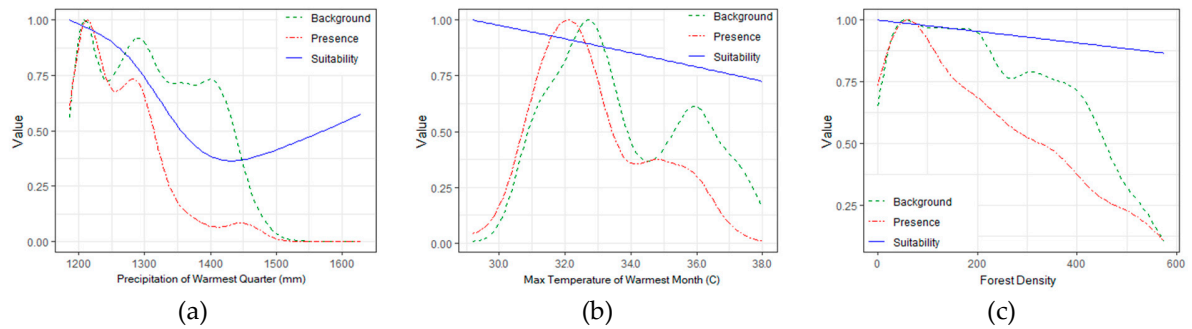 Value
1.00
0.75
0.50
0.25
0.00
Background
Presence
Suitability
1200 1300 1400 1500 1600
Precipitation of Warmest Quarter (mm)
(a)
Value
1.00
0.75
0.50
0.25
0.00
Background
Presence
Suitability
30.0 32.0 34.0 36.0 38.0
Max Temperature of Warmest Month (C)
(b)
Value
1.00
0.75
0.50
0.25
Background
Presence
Suitability
0 200 400 600
Forest Density
(c)